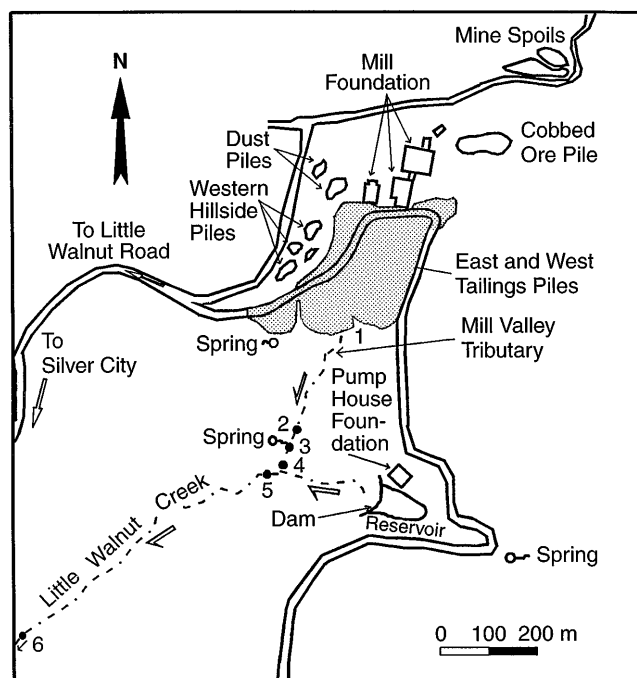 Mine Spoils
N
Mill
Foundation
Cobbed
Ore Pile
Dust
Piles
Western
Hillside
Piles
To Little
Walnut Road
East and West
Tailings Piles
To
Silver City
Spring
1
Mill Valley
Tributary
Pump
House
Foun-
dation
2
Spring
3
4
5
Dam
Reservoir
Spring
Little Walnut Creek
6
0 100 200 m